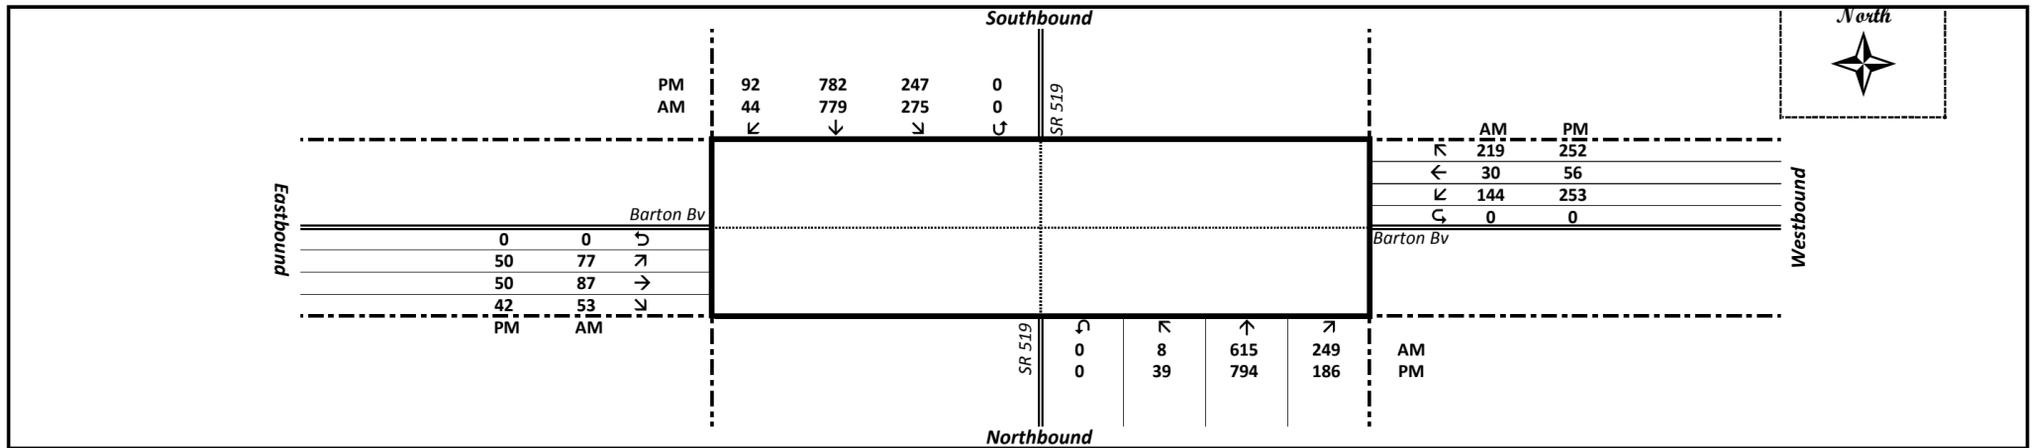 Southbound
North
PM 92 782 247 0
AM 44 779 275 0
↙ ↓ ↘
SR 519
AM PM
↖ 219 252
← 30 56
↙ 144 253
0 0
Eastbound
Westbound
Barton Bv
Barton Bv
0 0
50 77 ↗
50 87 →
42 53 ↘
PM AM
SR 519
↖ ↑ ↗
0 8 615 249 AM
0 39 794 186 PM
Northbound